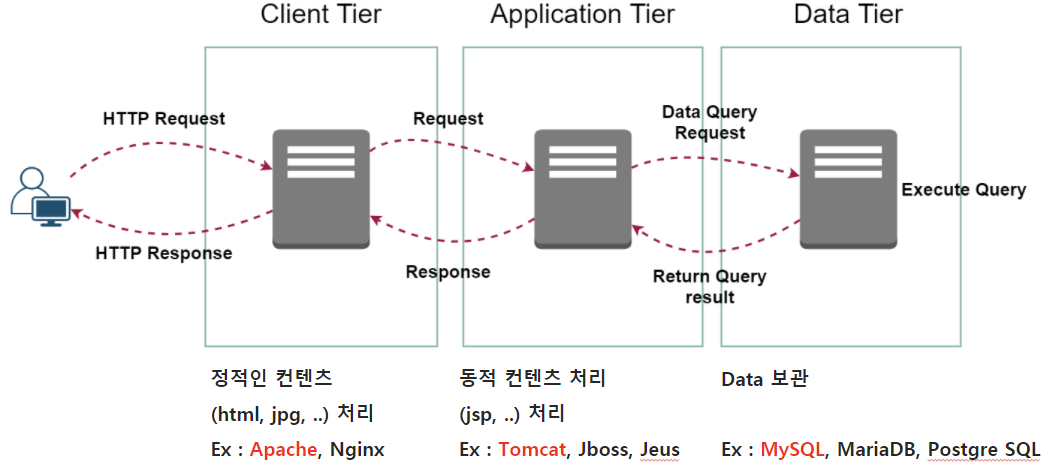 Client Tier
Application Tier
Data Tier
HTTP Request
Request
Data Query
Request
Execute Query
HTTP Response
Response
Return Query
result
정적인 컨텐츠
(html, jpg, ..) 처리
Ex : Apache, Nginx
동적 컨텐츠 처리
(jsp, ..) 처리
Ex : Tomcat, Jboss, Jeus
Data 보관
Ex : MySQL, MariaDB, Postgre SQL